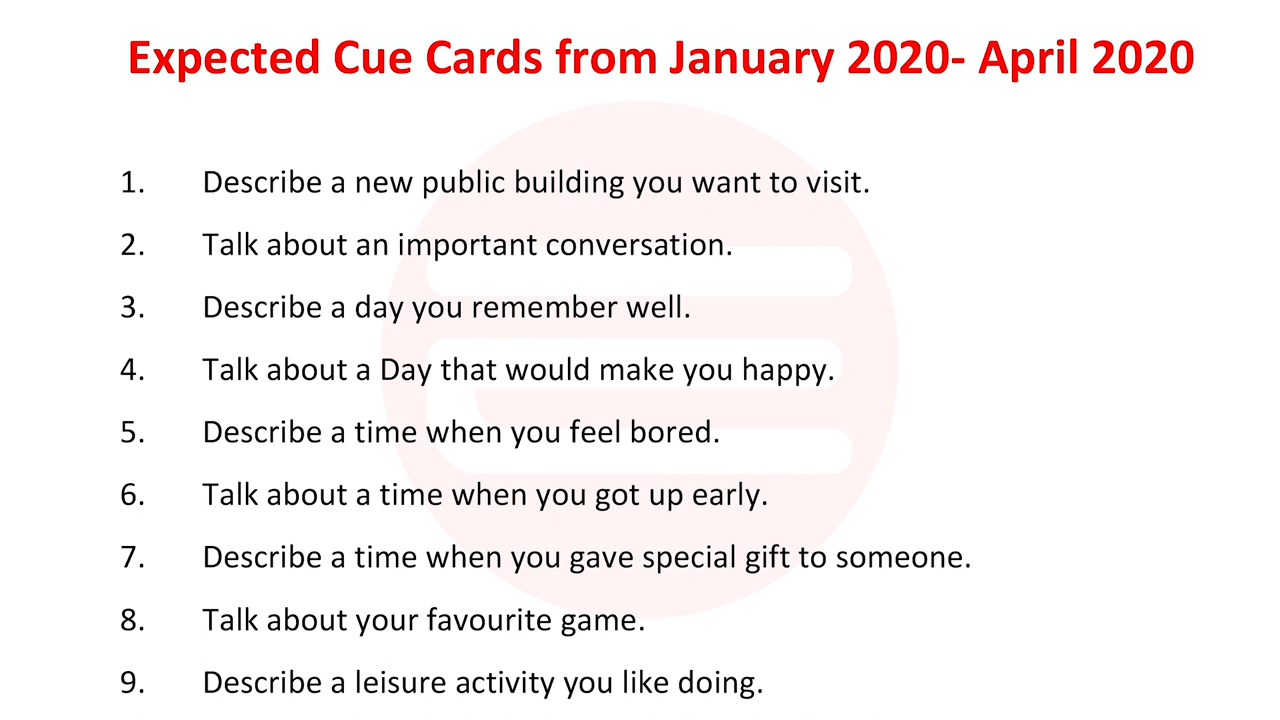 Expected Cue Cards from January 2020- April 2020
1. Describe a new public building you want to visit.
2. Talk about an important conversation.
3. Describe a day you remember well.
4. Talk about a Day that would make you happy.
5. Describe a time when you feel bored.
6. Talk about a time when you got up early.
7. Describe a time when you gave special gift to someone.
8. Talk about your favourite game.
9. Describe a leisure activity you like doing.